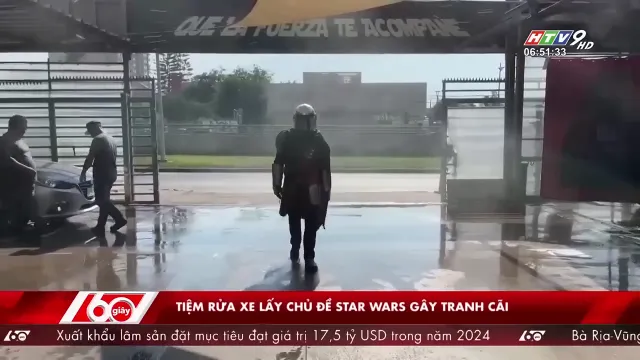 QUE LA FUERZA TE ACOMPAÑE
HTV9 HD
06:51:33
60 giây
TIỆM RỬA XE LẤY CHỦ ĐỀ STAR WARS GÂY TRANH CÃI
60 Xuất khẩu lâm sản đặt mục tiêu đạt giá trị 17,5 tỷ USD trong năm 2024 60 Bà Rịa-Vũng